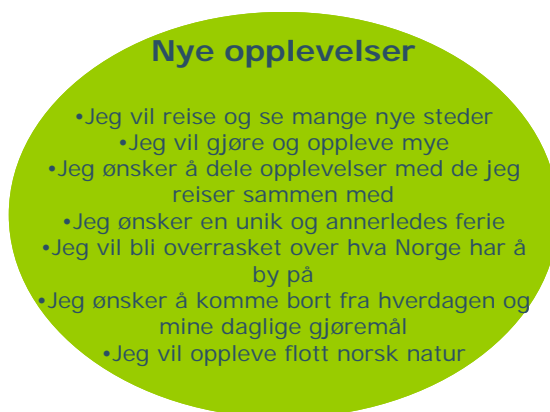 Nye opplevelser
•Jeg vil reise og se mange nye steder
•Jeg vil gjøre og oppleve mye
•Jeg ønsker å dele opplevelser med de jeg
reiser sammen med
•Jeg ønsker en unik og annerledes ferie
•Jeg vil bli overrasket over hva Norge har å
by på
•Jeg ønsker å komme bort fra hverdagen og
mine daglige gjøremål
•Jeg vil oppleve flott norsk natur